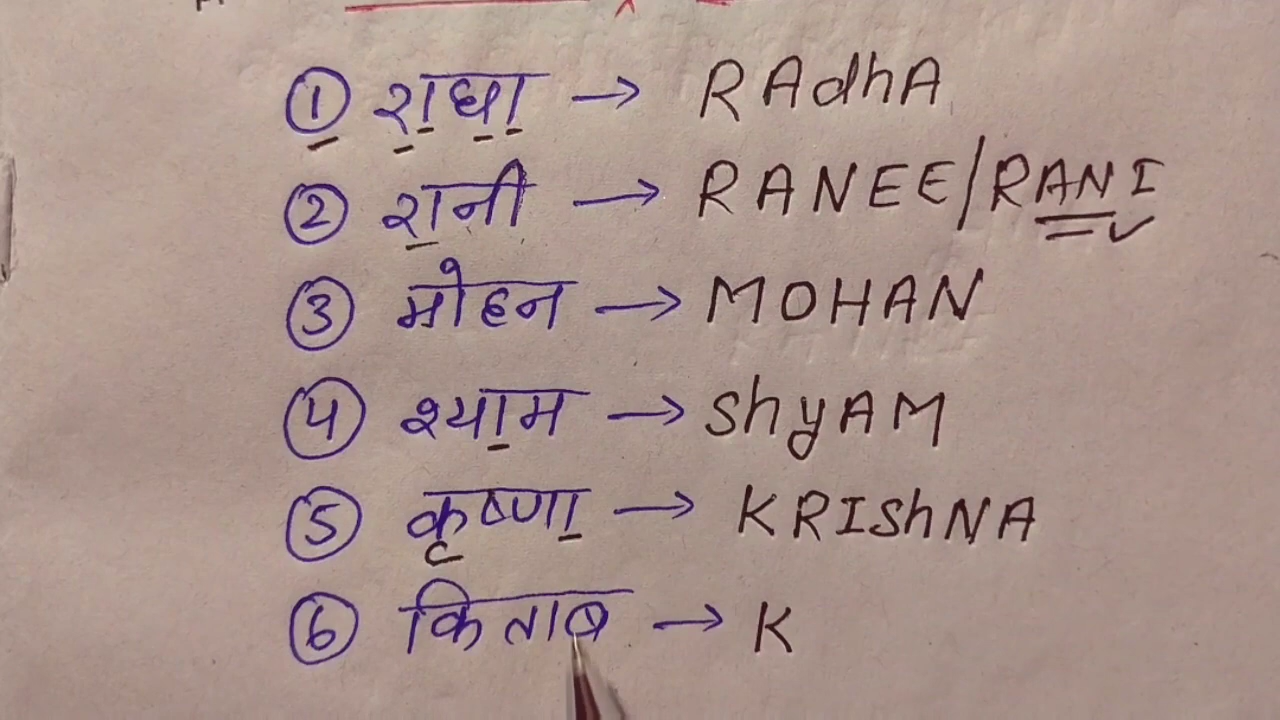 ① राधा → RAdhA
② रानी → RANEE/RANI
③ मोहन → MOHAN
④ श्याम → ShyAM
⑤ कृष्णा → KRIShNA
⑥ किताब → K